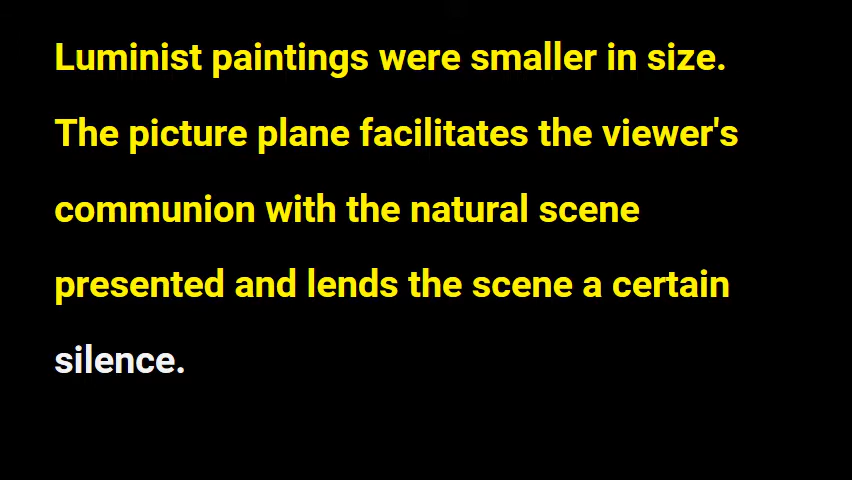 Luminist paintings were smaller in size.
The picture plane facilitates the viewer's
communion with the natural scene
presented and lends the scene a certain
silence.